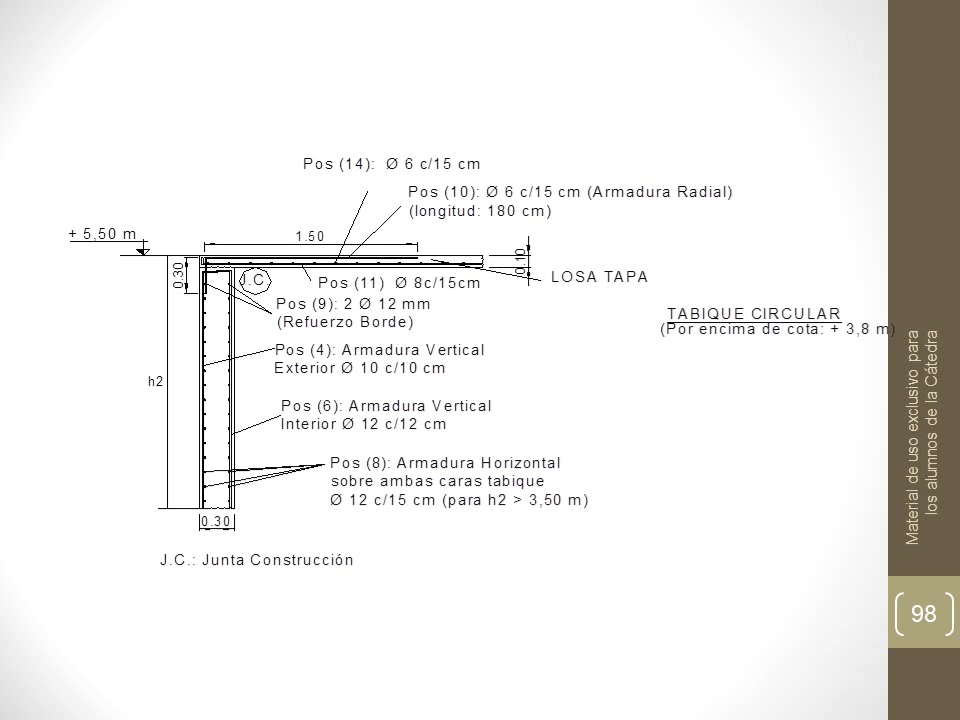 Pos (14): Ø 6 c/15 cm
Pos (10): Ø 6 c/15 cm (Armadura Radial)
(longitud: 180 cm)
+ 5,50 m
1.50
0.10
0.30
J.C.
LOSA TAPA
Pos (11) Ø 8c/15cm
Pos (9): 2 Ø 12 mm
(Refuerzo Borde)
TABIQUE CIRCULAR
(Por encima de cota: + 3,8 m)
Pos (4): Armadura Vertical
Exterior Ø 10 c/10 cm
h2
Pos (6): Armadura Vertical
Interior Ø 12 c/12 cm
Pos (8): Armadura Horizontal
sobre ambas caras tabique
Ø 12 c/15 cm (para h2 > 3,50 m)
0.30
J.C.: Junta Construcción
Material de uso exclusivo para
los alumnos de la Cátedra
98